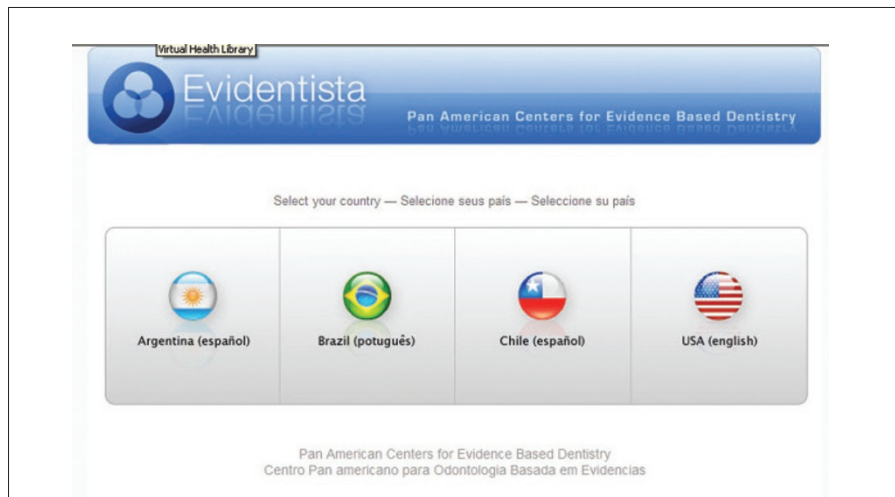 Virtual Health Library
Evidentista
Pan American Centers for Evidence Based Dentistry
Select your country — Selecione seus país — Seleccione su país
Argentina (español)
Brazil (potuguês)
Chile (español)
USA (english)
Pan American Centers for Evidence Based Dentistry
Centro Pan americano para Odontologia Basada em Evidencias